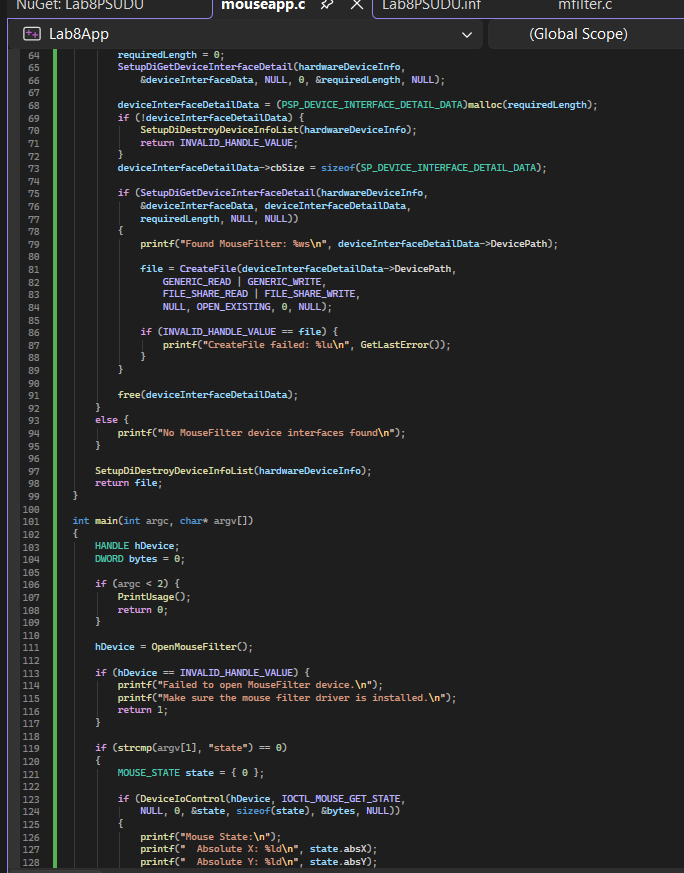 NuGet: Lab8PSUDU mouseapp.c Lab8PSUDU.inf mfilter.c
Lab8App (Global Scope)
64 requiredLength = 0;
65 SetupDiGetDeviceInterfaceDetail(hardwareDeviceInfo,
66 &deviceInterfaceData, NULL, 0, &requiredLength, NULL);
67
68 deviceInterfaceDetailData = (PSP_DEVICE_INTERFACE_DETAIL_DATA)malloc(requiredLength);
69 if (!deviceInterfaceDetailData) {
70 SetupDiDestroyDeviceInfoList(hardwareDeviceInfo);
71 return INVALID_HANDLE_VALUE;
72 }
73 deviceInterfaceDetailData->cbSize = sizeof(SP_DEVICE_INTERFACE_DETAIL_DATA);
74
75 if (SetupDiGetDeviceInterfaceDetail(hardwareDeviceInfo,
76 &deviceInterfaceData, deviceInterfaceDetailData,
77 requiredLength, NULL, NULL))
78 {
79 printf("Found MouseFilter: %ws\n", deviceInterfaceDetailData->DevicePath);
80
81 file = CreateFile(deviceInterfaceDetailData->DevicePath,
82 GENERIC_READ | GENERIC_WRITE,
83 FILE_SHARE_READ | FILE_SHARE_WRITE,
84 NULL, OPEN_EXISTING, 0, NULL);
85
86 if (INVALID_HANDLE_VALUE == file) {
87 printf("CreateFile failed: %lu\n", GetLastError());
88 }
89 }
90
91 free(deviceInterfaceDetailData);
92 }
93 else {
94 printf("No MouseFilter device interfaces found\n");
95 }
96
97 SetupDiDestroyDeviceInfoList(hardwareDeviceInfo);
98 return file;
99 }
100
101 int main(int argc, char* argv[])
102 {
103 HANDLE hDevice;
104 DWORD bytes = 0;
105
106 if (argc < 2) {
107 PrintUsage();
108 return 0;
109 }
110
111 hDevice = OpenMouseFilter();
112
113 if (hDevice == INVALID_HANDLE_VALUE) {
114 printf("Failed to open MouseFilter device.\n");
115 printf("Make sure the mouse filter driver is installed.\n");
116 return 1;
117 }
118
119 if (strcmp(argv[1], "state") == 0)
120 {
121 MOUSE_STATE state = { 0 };
122
123 if (DeviceIoControl(hDevice, IOCTL_MOUSE_GET_STATE,
124 NULL, 0, &state, sizeof(state), &bytes, NULL))
125 {
126 printf("Mouse State:\n");
127 printf("  Absolute X: %ld\n", state.absX);
128 printf("  Absolute Y: %ld\n", state.absY);